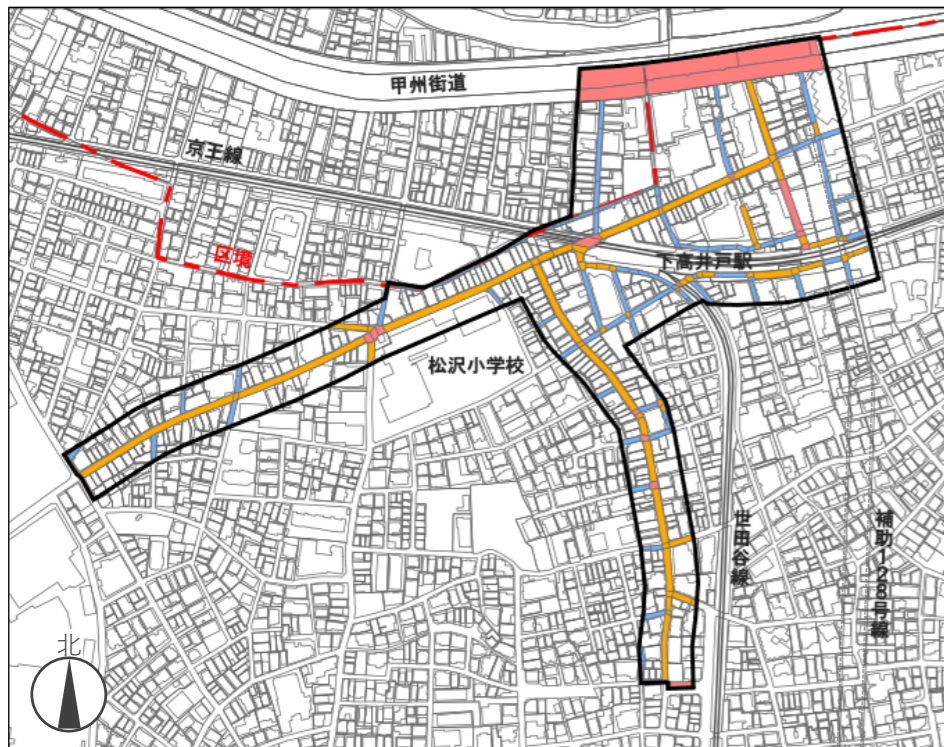 甲州街道
京王線
区境
下高井戸駅
松沢小学校
世田谷線
補助128号線
北